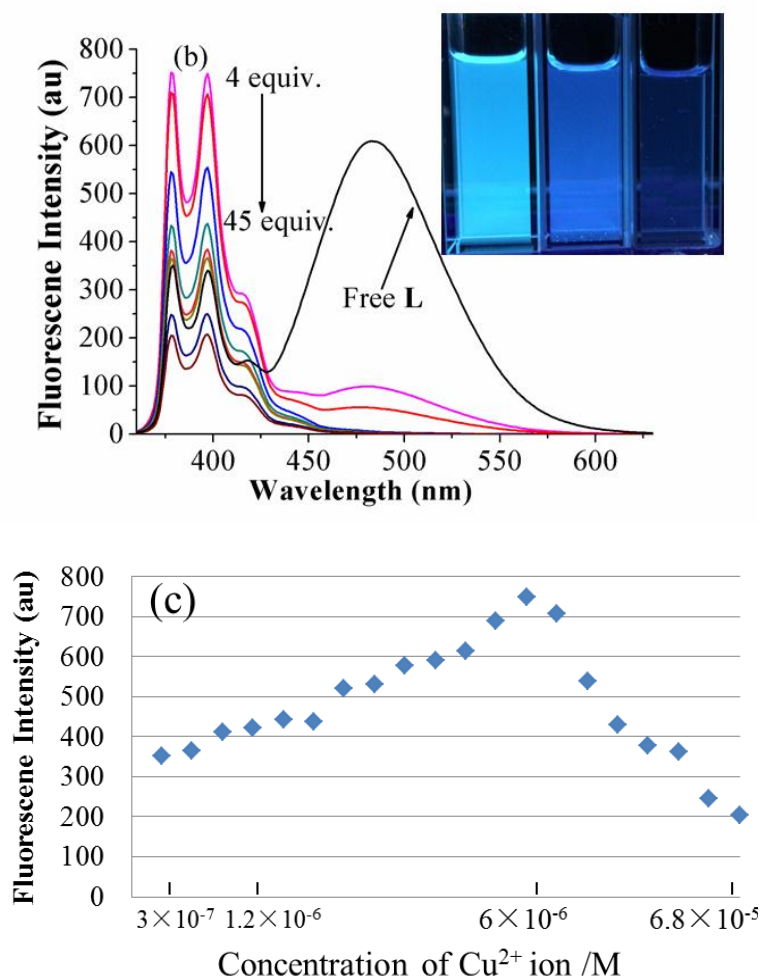 (b)
4 equiv.
45 equiv.
Free L
800
700
600
500
400
300
200
100
0
400
450
500
550
600
Fluorescene Intensity (au)
Wavelength (nm)
(c)
800
700
600
500
400
300
200
100
0
Fluorescene Intensity (au)
3×10⁻⁷ 1.2×10⁻⁶ 6×10⁻⁶ 6.8×10⁻⁵
Concentration of Cu²⁺ ion /M